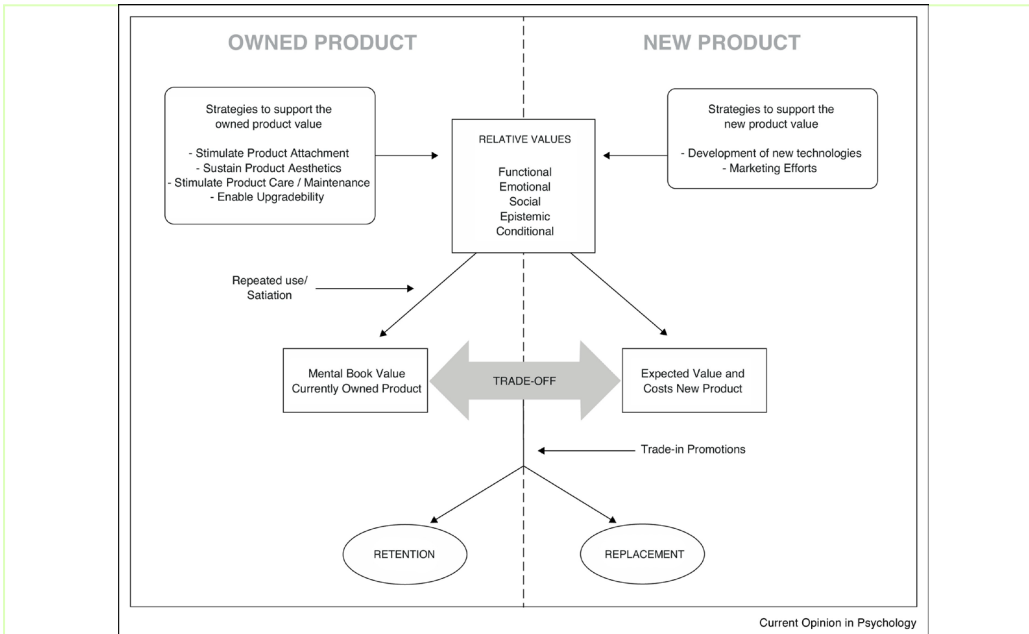 OWNED PRODUCT
NEW PRODUCT
Strategies to support the
owned product value
- Stimulate Product Attachment
- Sustain Product Aesthetics
- Stimulate Product Care / Maintenance
- Enable Upgradebility
RELATIVE VALUES
Functional
Emotional
Social
Epistemic
Conditional
Strategies to support the
new product value
- Development of new technologies
- Marketing Efforts
Repeated use/
Satiation
Mental Book Value
Currently Owned Product
TRADE-OFF
Expected Value and
Costs New Product
Trade-in Promotions
RETENTION
REPLACEMENT
Current Opinion in Psychology